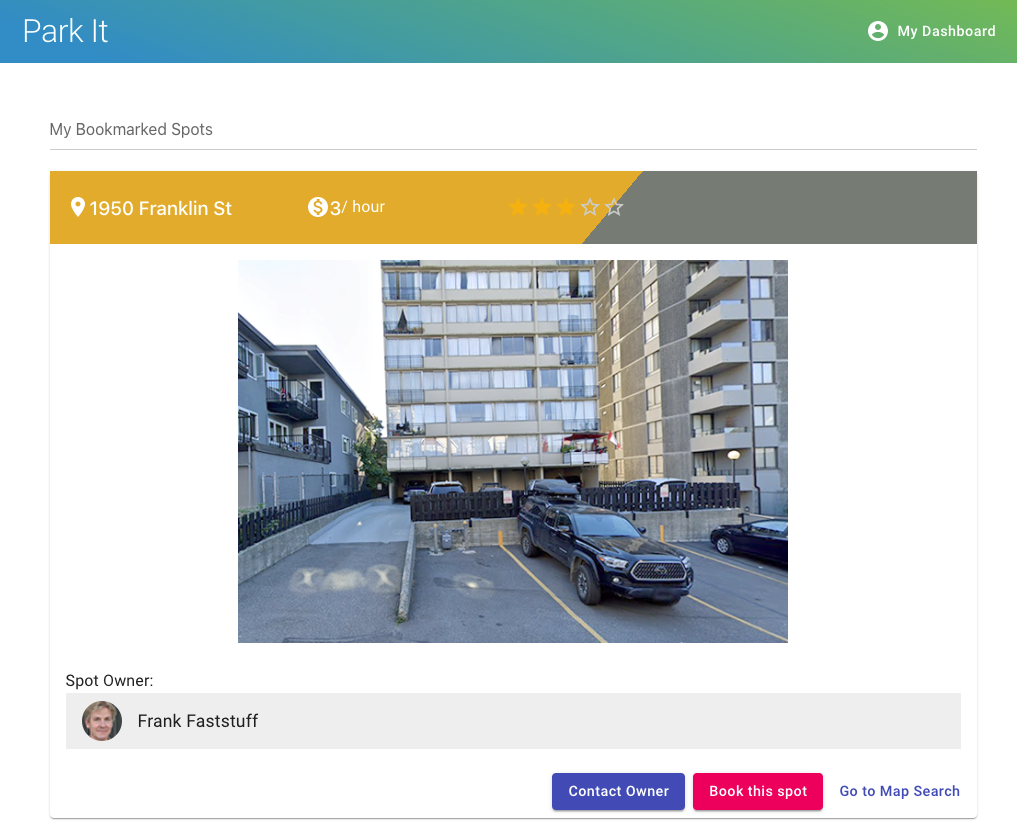 Park It
My Dashboard
My Bookmarked Spots
1950 Franklin St
$3/ hour
Spot Owner:
Frank Faststuff
Contact Owner
Book this spot
Go to Map Search